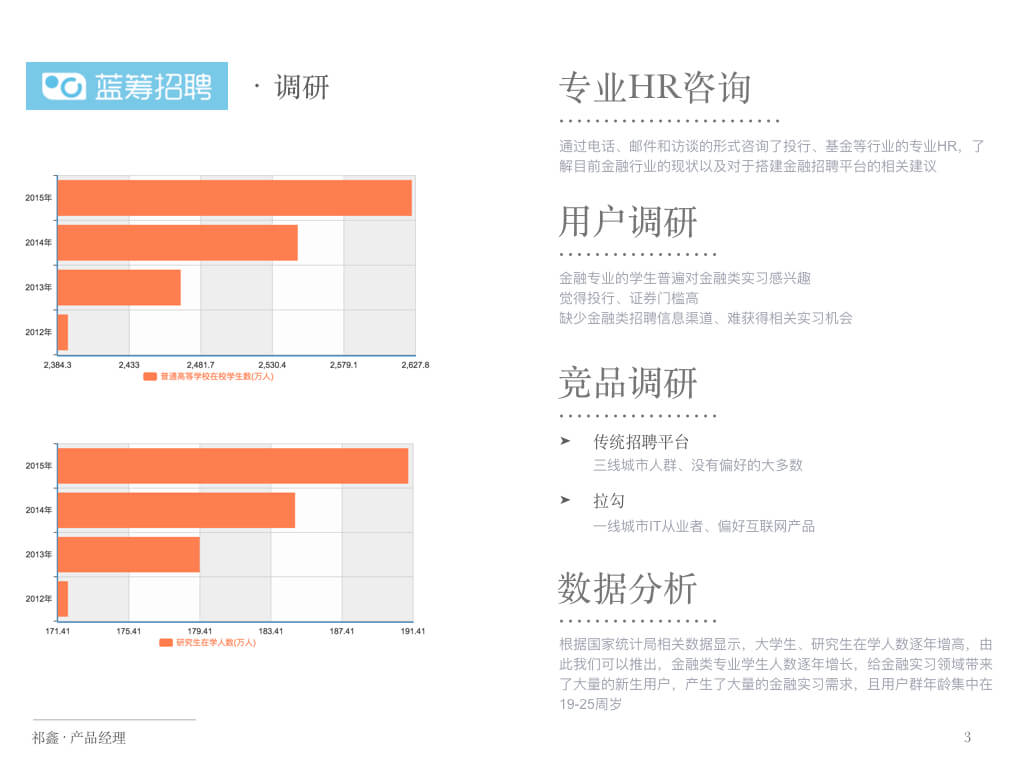 蓝筹招聘 · 调研
2015年
2014年
2013年
2012年
2,384.3 2,433 2,481.7 2,530.4 2,579.1 2,627.8
普通高等学校在校学生数(万人)
2015年
2014年
2013年
2012年
171.41 175.41 179.41 183.41 187.41 191.41
研究生在学人数(万人)
专业HR咨询
通过电话、邮件和访谈的形式咨询了投行、基金等行业的专业HR，了
解目前金融行业的现状以及对于搭建金融招聘平台的相关建议
用户调研
金融专业的学生普遍对金融类实习感兴趣
觉得投行、证券门槛高
缺少金融类招聘信息渠道、难获得相关实习机会
竞品调研
➤ 传统招聘平台
三线城市人群、没有偏好的大多数
➤ 拉勾
一线城市IT从业者、偏好互联网产品
数据分析
根据国家统计局相关数据显示，大学生、研究生在学人数逐年增高，由
此我们可以推出，金融类专业学生人数逐年增长，给金融实习领域带来
了大量的新生用户，产生了大量的金融实习需求，且用户群年龄集中在
19-25周岁
祁鑫 · 产品经理
3